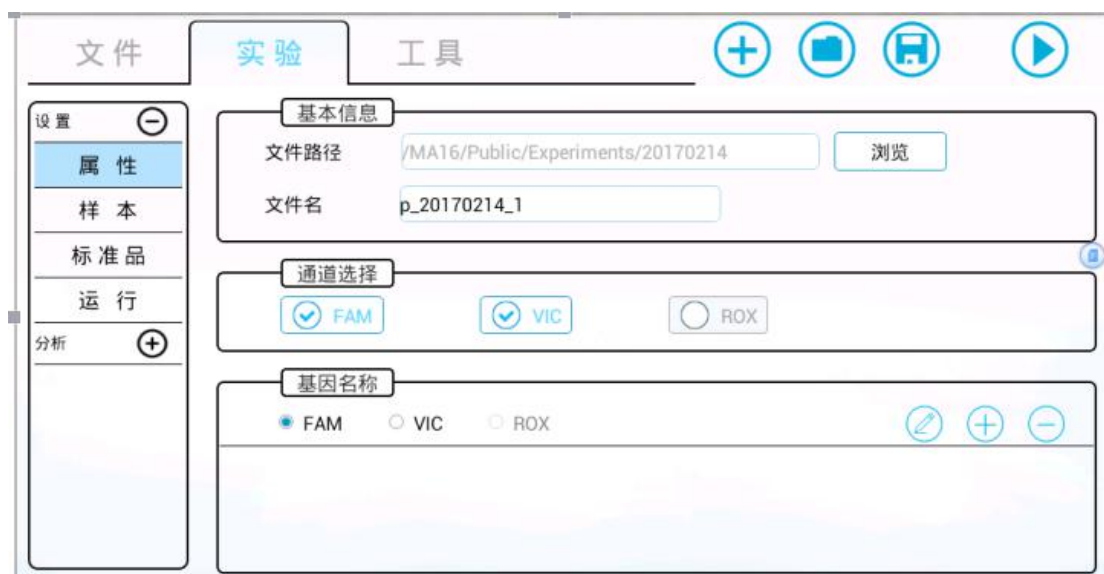 文件 实验 工具
设置
属性
样本
标准品
运行
分析
基本信息
文件路径 /MA16/Public/Experiments/20170214 浏览
文件名 p_20170214_1
通道选择
FAM VIC ROX
基因名称
FAM VIC ROX